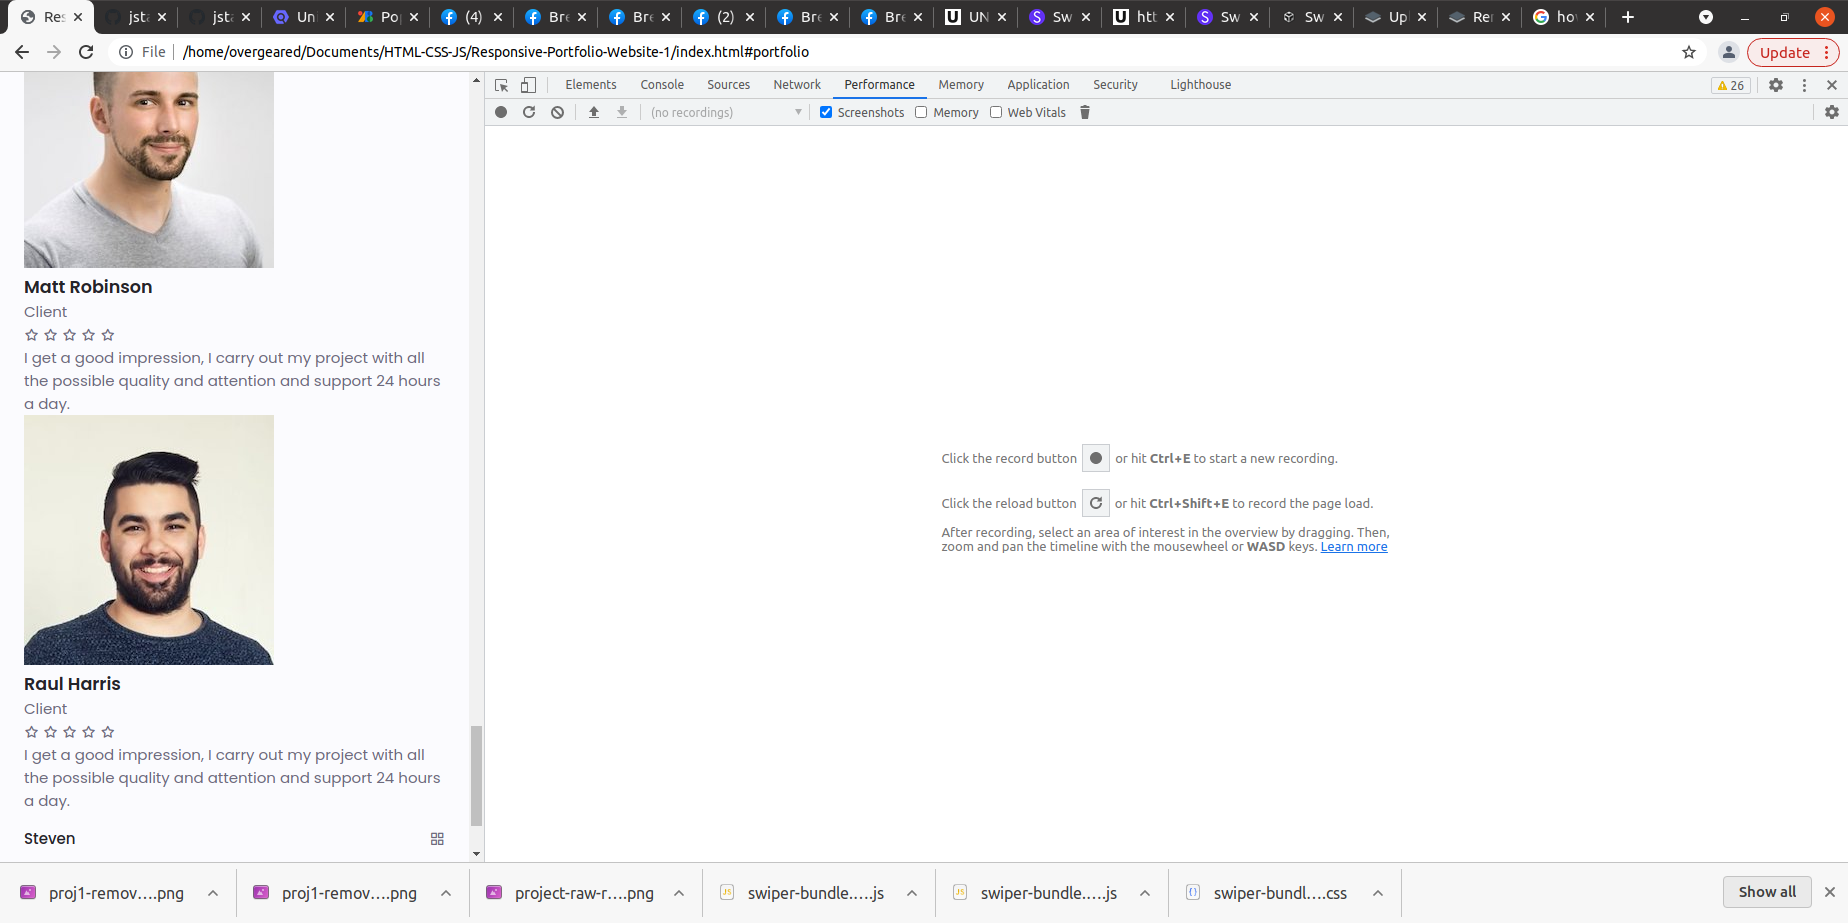 Res
jsta
jsta
Uni
Pop
(4)
Bre
Bre
(2)
Bre
Bre
UN
Sw
htt
Sw
Sw
Upl
Rer
hov
File | /home/overgeared/Documents/HTML-CSS-JS/Responsive-Portfolio-Website-1/index.html#portfolio
Update
Elements Console Sources Network Performance Memory Application Security Lighthouse
26
(no recordings) Screenshots Memory Web Vitals
Matt Robinson
Client
I get a good impression, I carry out my project with all
the possible quality and attention and support 24 hours
a day.
Raul Harris
Client
I get a good impression, I carry out my project with all
the possible quality and attention and support 24 hours
a day.
Steven
Click the record button or hit Ctrl+E to start a new recording.
Click the reload button or hit Ctrl+Shift+E to record the page load.
After recording, select an area of interest in the overview by dragging. Then,
zoom and pan the timeline with the mousewheel or WASD keys. Learn more
proj1-remov….png
proj1-remov….png
project-raw-r….png
swiper-bundle.….js
swiper-bundle.….js
swiper-bundl….css
Show all